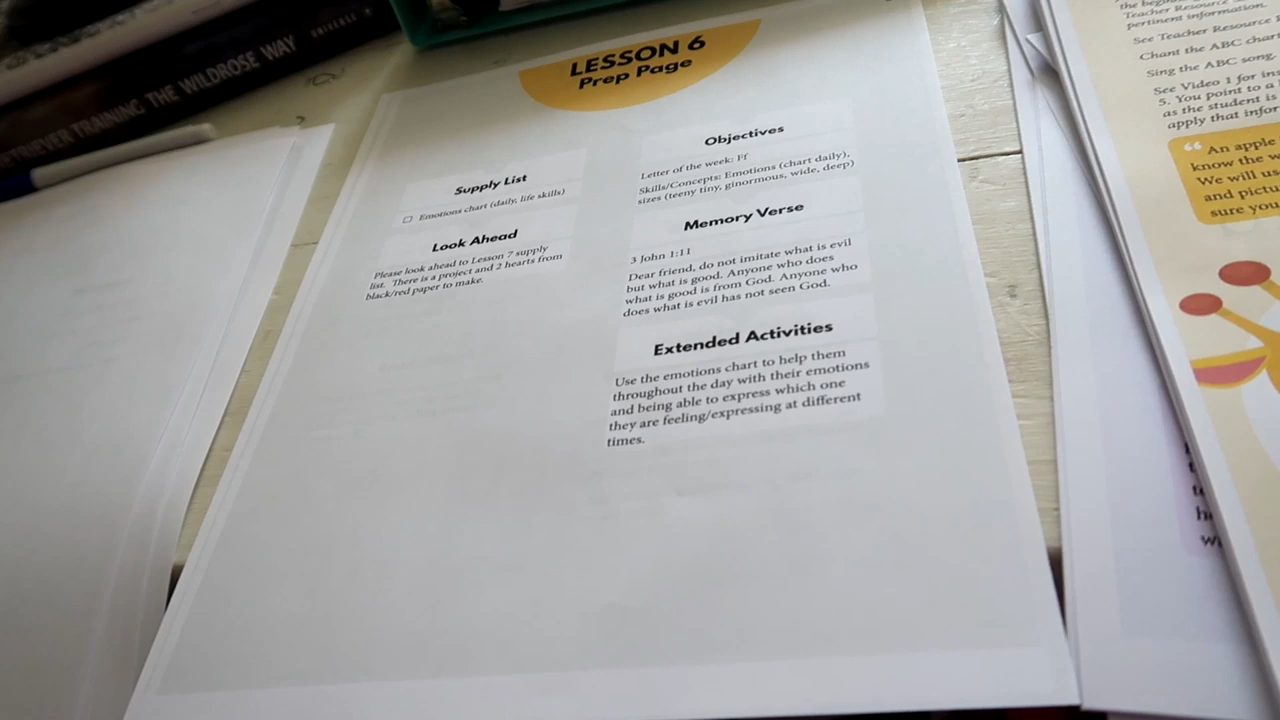 RETRIEVER TRAINING THE WILDROSE WAY
UNIVERSE
LESSON 6
Prep Page
Supply List
Emotions chart (daily, life skills)
Look Ahead
Please look ahead to Lesson 7 supply
list. There is a project and 2 hearts from
black/red paper to make.
Objectives
Letter of the week: Ff
Skills/Concepts: Emotions (chart daily),
sizes (teeny tiny, ginormous, wide, deep)
Memory Verse
3 John 1:11
Dear friend, do not imitate what is evil
but what is good. Anyone who does
what is good is from God. Anyone who
does what is evil has not seen God.
Extended Activities
Use the emotions chart to help them
throughout the day with their emotions
and being able to express which one
they are feeling/expressing at different
times.
Teacher Resource
pertinent information.
See Teacher Resource
Chant the ABC char
Sing the ABC song.
See Video 1 for ins
5. You point to a
as the student is
apply that infor
“ An apple
know the w
We will us
and pictu
sure you